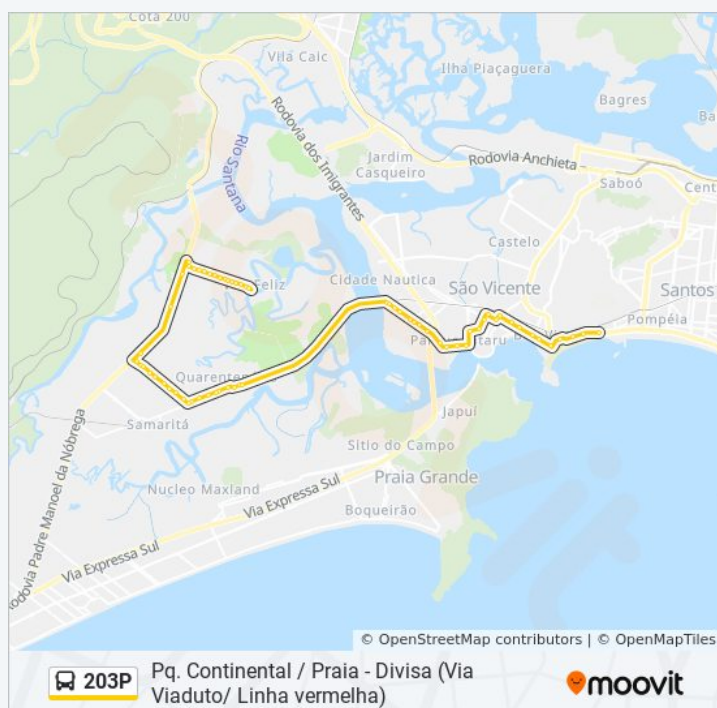 Cota 200
Vila Calc
Ilha Piaçaguera
Bagres
Rodovia dos Imigrantes
Rio Santana
Jardim
Casqueiro
Rodovia Anchieta
Saboó
Cent
Castelo
Feliz
Cidade Nautica
São Vicente
Santos
Pompéia
Quarenten
Samaritá
Japuí
Sitio do Campo
Praia Grande
Nucleo Maxland
Via Expressa Sul
Boqueirão
Via Expressa Sul
Rodovia Padre Manoel da Nóbrega
© OpenStreetMap contributors | © OpenMapTiles
203P
Pq. Continental / Praia - Divisa (Via
Viaduto/ Linha vermelha)
moovit